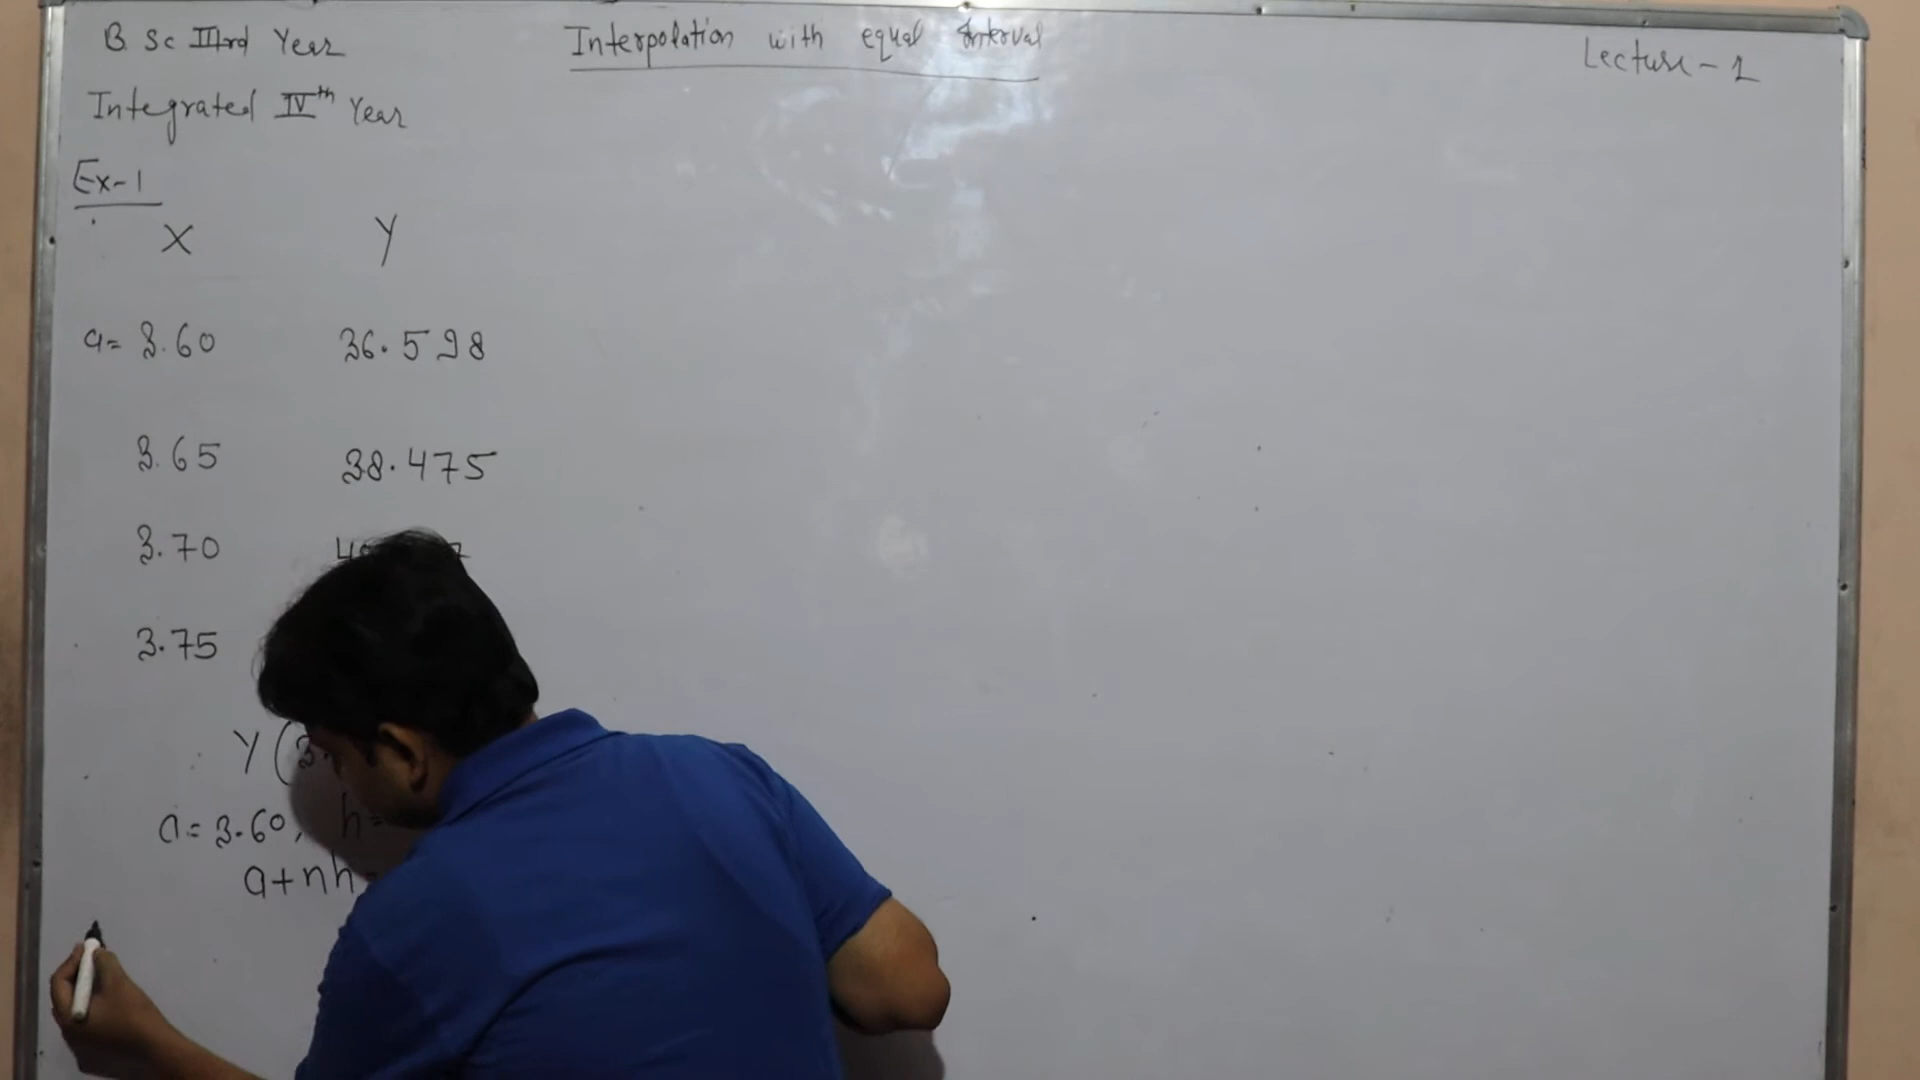 B Sc IIIrd Year
Interpolation with equal Interval
Lecture - 1
Integrated IVth Year
Ex-1
X Y
a= 3.60 36.598
3.65 38.475
3.70
3.75
Y (3.
a = 3.60, h =
a+nh